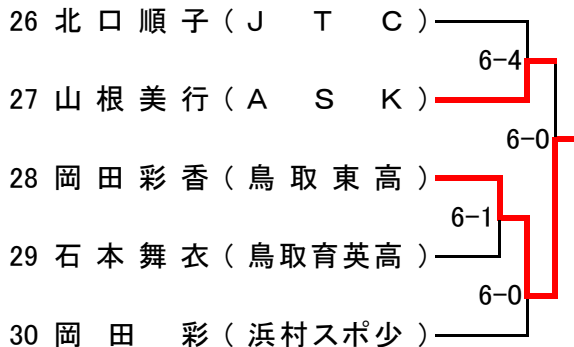 26 北口順子(JTC)
6-4
27 山根美行(ASK)
6-0
28 岡田彩香(鳥取東高)
6-1
29 石本舞衣(鳥取育英高)
6-0
30 岡田 彩(浜村スポ少)